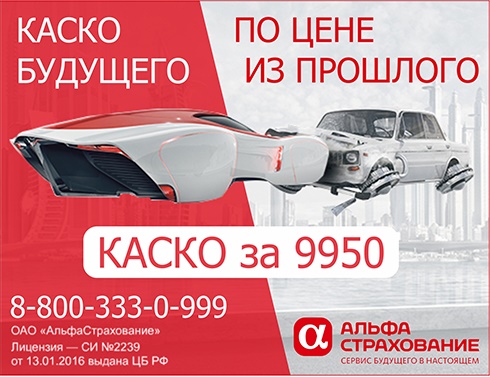 КАСКО
БУДУЩЕГО
ПО ЦЕНЕ
ИЗ ПРОШЛОГО
КАСКО за 9950
8-800-333-0-999
ОАО «АльфаСтрахование»
Лицензия — СИ №2239
от 13.01.2016 выдана ЦБ РФ
α АЛЬФА
СТРАХОВАНИЕ
СЕРВИС БУДУЩЕГО В НАСТОЯЩЕМ